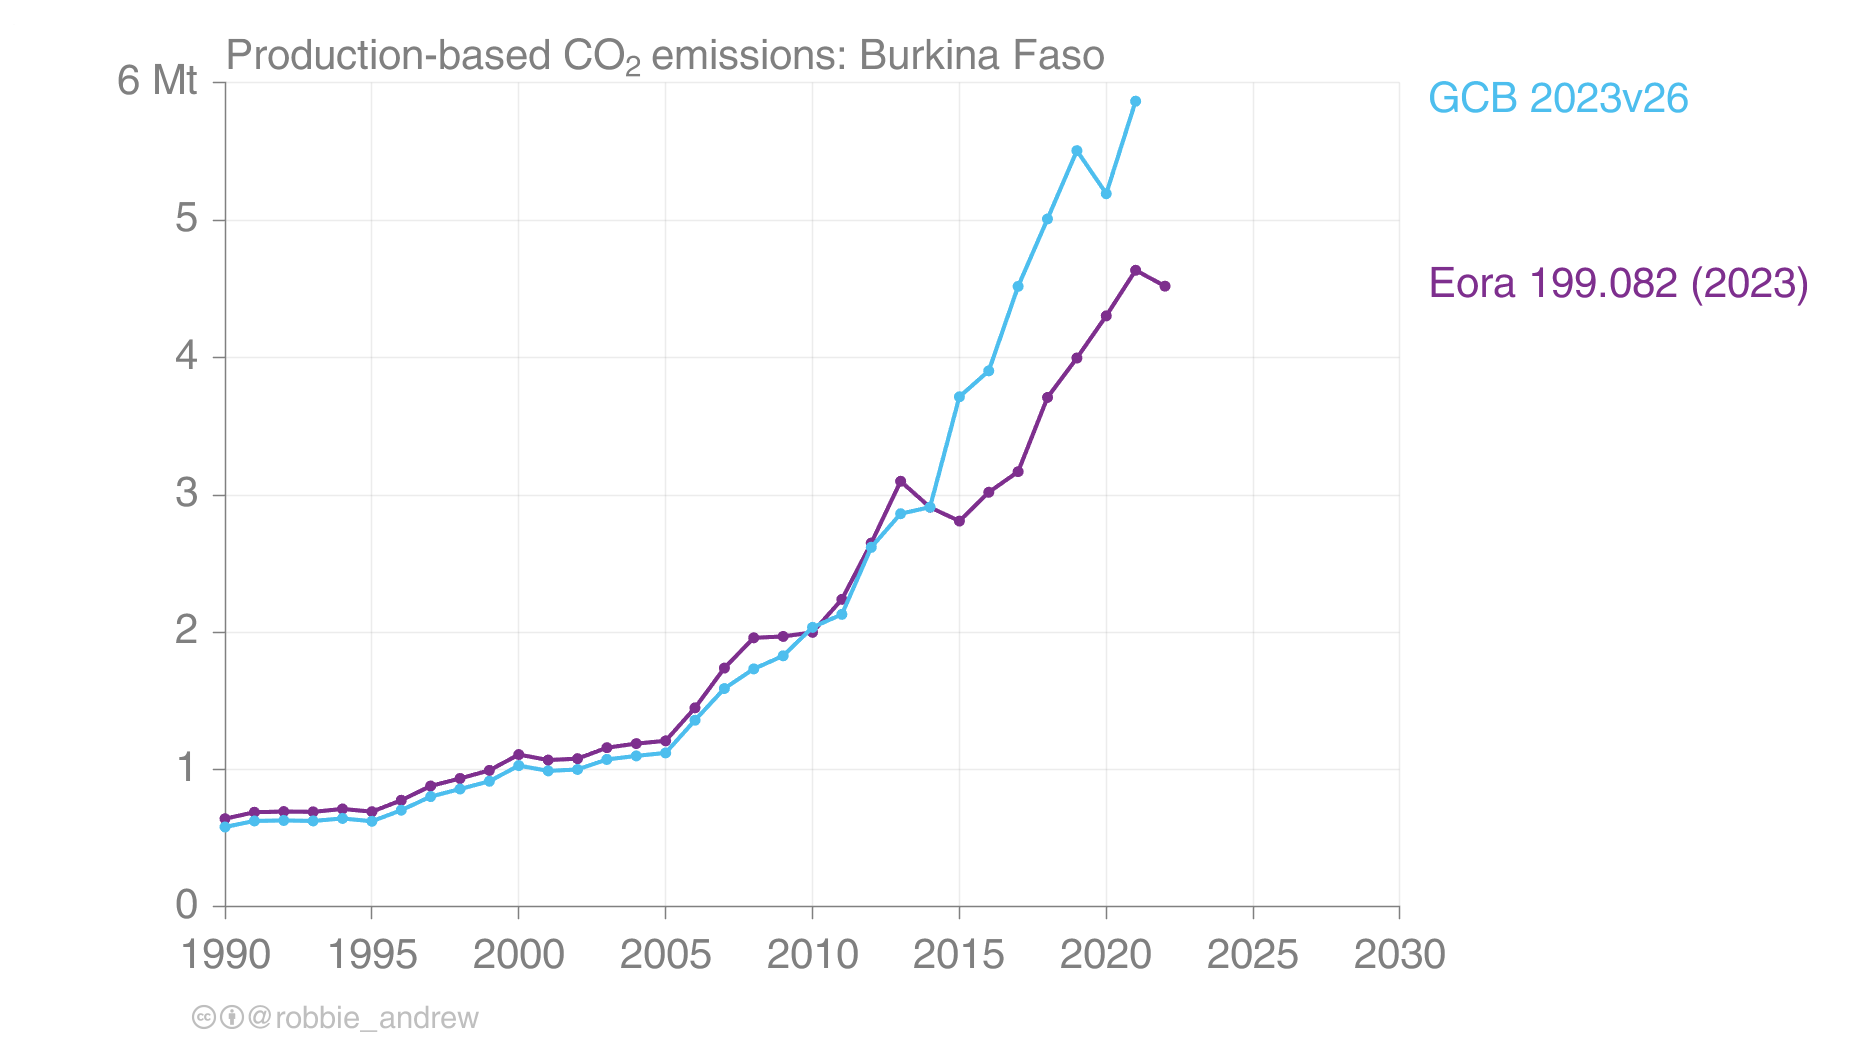 Production-based CO₂ emissions: Burkina Faso
6 Mt
5
4
3
2
1
0
1990 1995 2000 2005 2010 2015 2020 2025 2030
GCB 2023v26
Eora 199.082 (2023)
cc @robbie_andrew